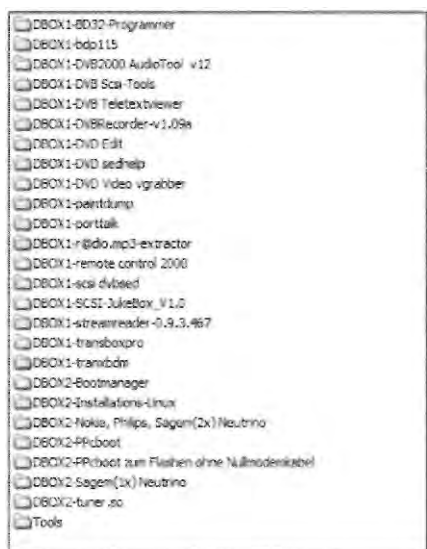 DBOX1-BD32-Programmer
DBOX1-bdp115
DBOX1-DVB2000 AudioTool v12
DBOX1-DVB Scsi-Tools
DBOX1-DVB Teletextviewer
DBOX1-DVBRecorder-v1.09a
DBOX1-DVD Edit
DBOX1-DVD sedhelp
DBOX1-DVD Video vgrabber
DBOX1-paintdump
DBOX1-porttalk
DBOX1-r@dio.mp3-extractor
DBOX1-remote control 2000
DBOX1-scsi dvbsed
DBOX1-SCSI-JukeBox_V1.0
DBOX1-streamreader-0.9.3.467
DBOX1-transboxpro
DBOX1-tranxbdm
DBOX2-Bootmanager
DBOX2-Installations-Linux
DBOX2-Nokia, Philips, Sagem(2x) Neutrino
DBOX2-PPcboot
DBOX2-PPcboot zum Flashen ohne Nullmodemkabel
DBOX2-Sagem(1x) Neutrino
DBOX2-tuner.so
Tools